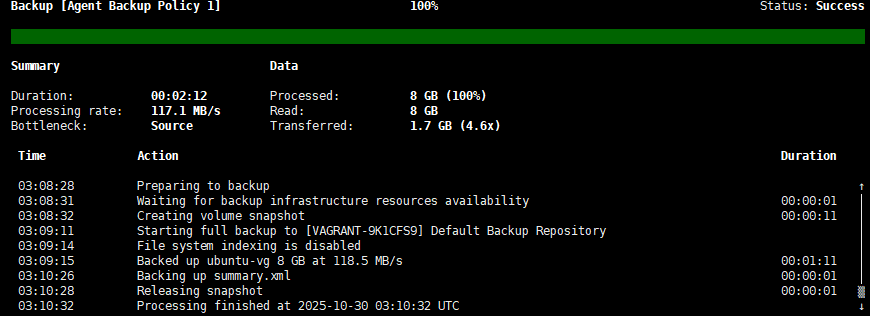 Backup [Agent Backup Policy 1] 100% Status: Success
Summary Data
Duration: 00:02:12 Processed: 8 GB (100%)
Processing rate: 117.1 MB/s Read: 8 GB
Bottleneck: Source Transferred: 1.7 GB (4.6x)
Time Action Duration
03:08:28 Preparing to backup ↑
03:08:31 Waiting for backup infrastructure resources availability 00:00:01
03:08:32 Creating volume snapshot 00:00:11
03:09:11 Starting full backup to [VAGRANT-9K1CFS9] Default Backup Repository
03:09:14 File system indexing is disabled
03:09:15 Backed up ubuntu-vg 8 GB at 118.5 MB/s 00:01:11
03:10:26 Backing up summary.xml 00:00:01
03:10:28 Releasing snapshot 00:00:01
03:10:32 Processing finished at 2025-10-30 03:10:32 UTC ↓